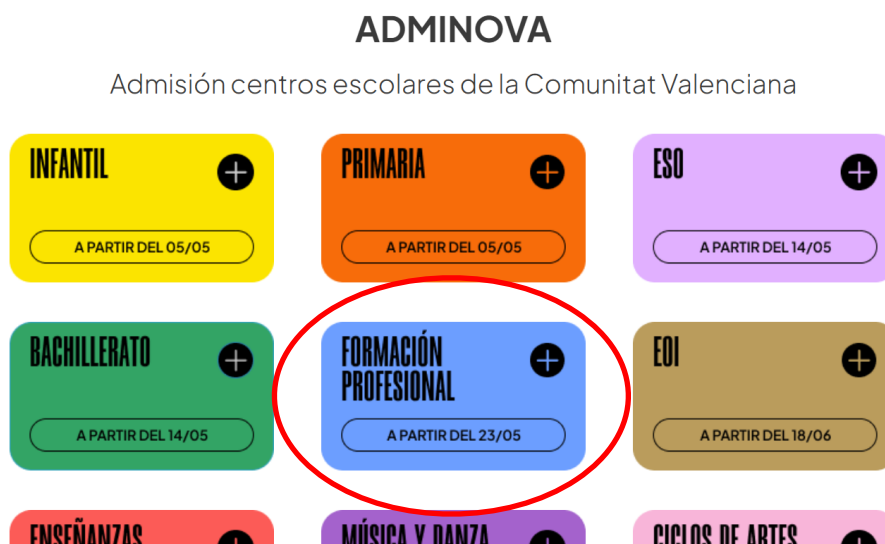 ADMINOVA
Admisión centros escolares de la Comunitat Valenciana
INFANTIL
A PARTIR DEL 05/05
PRIMARIA
A PARTIR DEL 05/05
ESO
A PARTIR DEL 14/05
BACHILLERATO
A PARTIR DEL 14/05
FORMACIÓN
PROFESIONAL
A PARTIR DEL 23/05
EOI
A PARTIR DEL 18/06
ENSEÑANZAS
MÚSICA Y DANZA
CICLOS DE ARTES